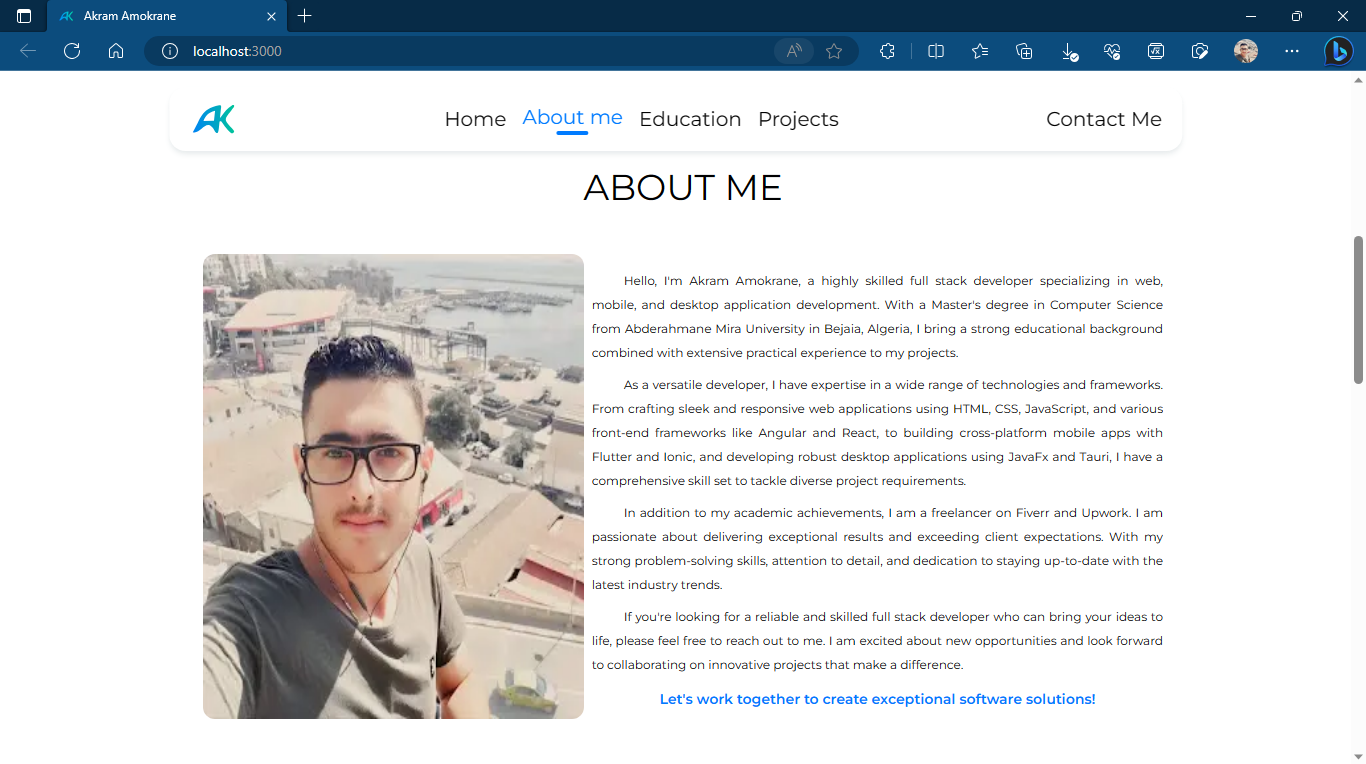 Akram Amokrane
localhost:3000
AK
Home About me Education Projects Contact Me
ABOUT ME
Hello, I'm Akram Amokrane, a highly skilled full stack developer specializing in web,
mobile, and desktop application development. With a Master's degree in Computer Science
from Abderahmane Mira University in Bejaia, Algeria, I bring a strong educational background
combined with extensive practical experience to my projects.
As a versatile developer, I have expertise in a wide range of technologies and frameworks.
From crafting sleek and responsive web applications using HTML, CSS, JavaScript, and various
front-end frameworks like Angular and React, to building cross-platform mobile apps with
Flutter and Ionic, and developing robust desktop applications using JavaFx and Tauri, I have a
comprehensive skill set to tackle diverse project requirements.
In addition to my academic achievements, I am a freelancer on Fiverr and Upwork. I am
passionate about delivering exceptional results and exceeding client expectations. With my
strong problem-solving skills, attention to detail, and dedication to staying up-to-date with the
latest industry trends.
If you're looking for a reliable and skilled full stack developer who can bring your ideas to
life, please feel free to reach out to me. I am excited about new opportunities and look forward
to collaborating on innovative projects that make a difference.
Let's work together to create exceptional software solutions!